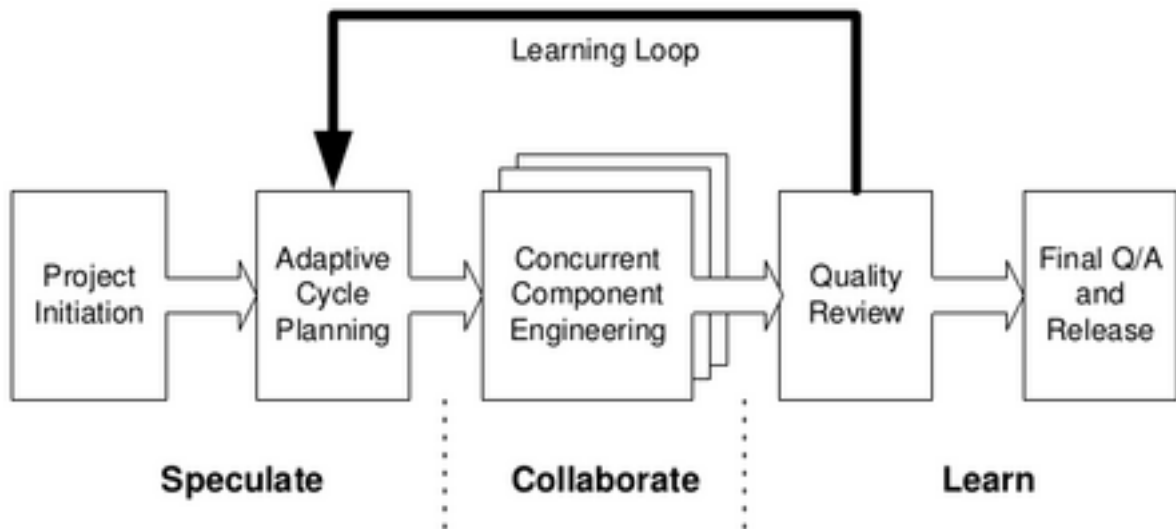 Learning Loop
Project
Initiation
Adaptive
Cycle
Planning
Concurrent
Component
Engineering
Quality
Review
Final Q/A
and
Release
Speculate
Collaborate
Learn